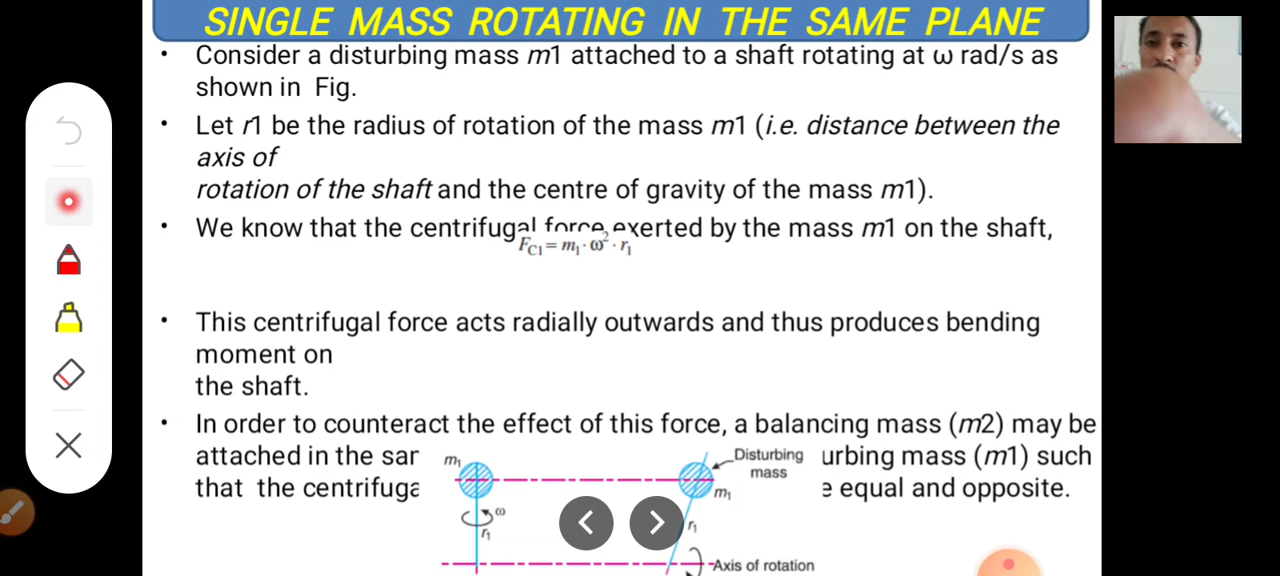 SINGLE MASS ROTATING IN THE SAME PLANE
• Consider a disturbing mass m1 attached to a shaft rotating at ω rad/s as
shown in Fig.
• Let r1 be the radius of rotation of the mass m1 (i.e. distance between the
axis of
rotation of the shaft and the centre of gravity of the mass m1).
• We know that the centrifugal force exerted by the mass m1 on the shaft,
F_C1 = m₁ · ω² · r₁
• This centrifugal force acts radially outwards and thus produces bending
moment on
the shaft.
• In order to counteract the effect of this force, a balancing mass (m2) may be
attached in the sar urbing mass (m1) such
that the centrifuga e equal and opposite.
m₁
Disturbing
mass
m₁
ω
r₁
r₁
Axis of rotation